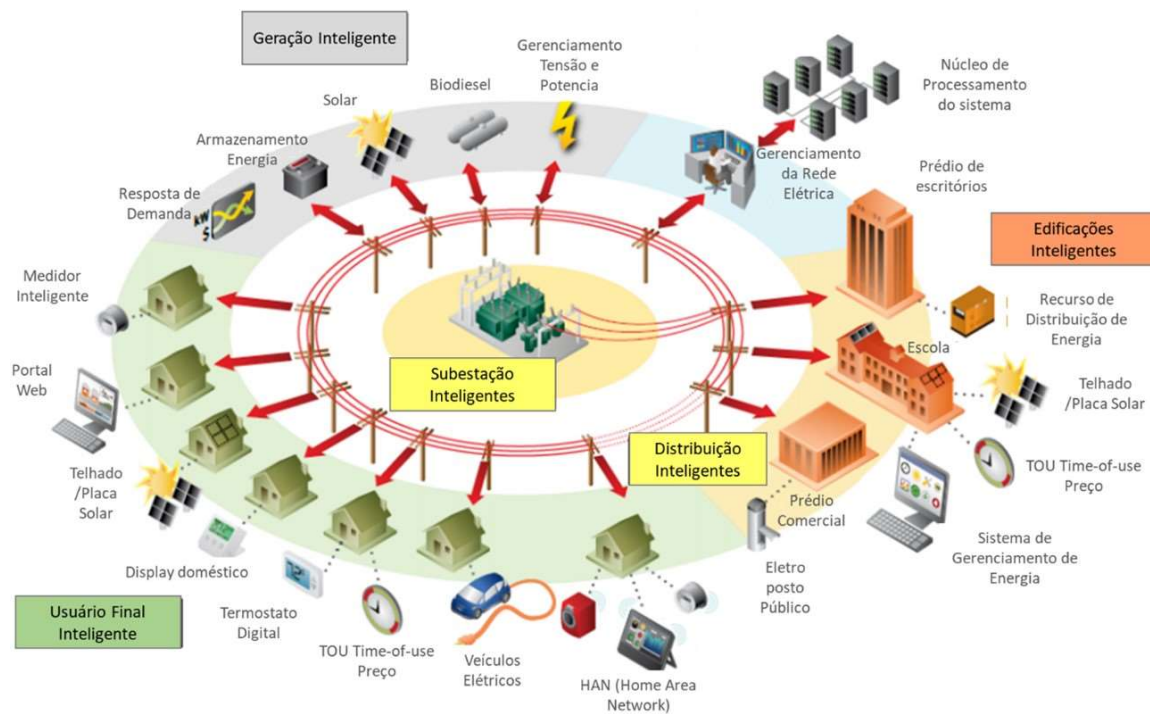 Geração Inteligente
Gerenciamento
Tensão e
Potencia
Biodiesel
Solar
Armazenamento
Energia
Resposta de
Demanda
KW
$
Núcleo de
Processamento
do sistema
Gerenciamento
da Rede
Elétrica
Prédio de
escritórios
Edificações
Inteligentes
Recurso de
Distribuição de
Energia
Escola
Telhado
/Placa Solar
TOU Time-of-use
Preço
Sistema de
Gerenciamento de
Energia
Prédio
Comercial
Eletro
posto
Público
Subestação
Inteligentes
Distribuição
Inteligentes
Medidor
Inteligente
Portal
Web
Telhado
/Placa
Solar
Display doméstico
Termostato
Digital
TOU Time-of-use
Preço
Veículos
Elétricos
HAN (Home Area
Network)
Usuário Final
Inteligente